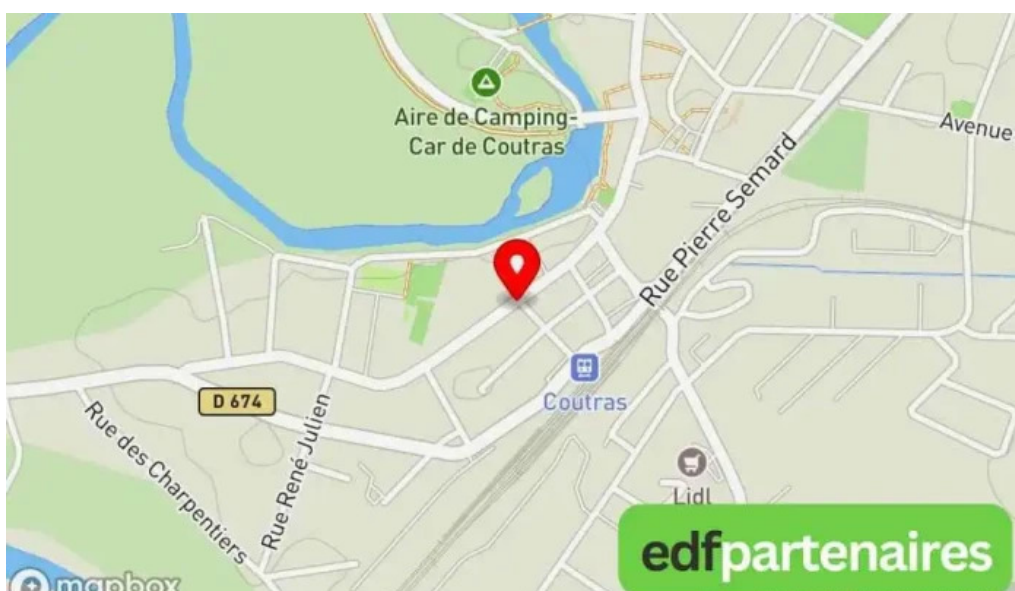 Aire de Camping-
Car de Coutras
Avenue
Rue Pierre Semard
D 674
Coutras
Rue des Charpentiers
Rue René Julien
Lidl
edfpartenaires
mapbox